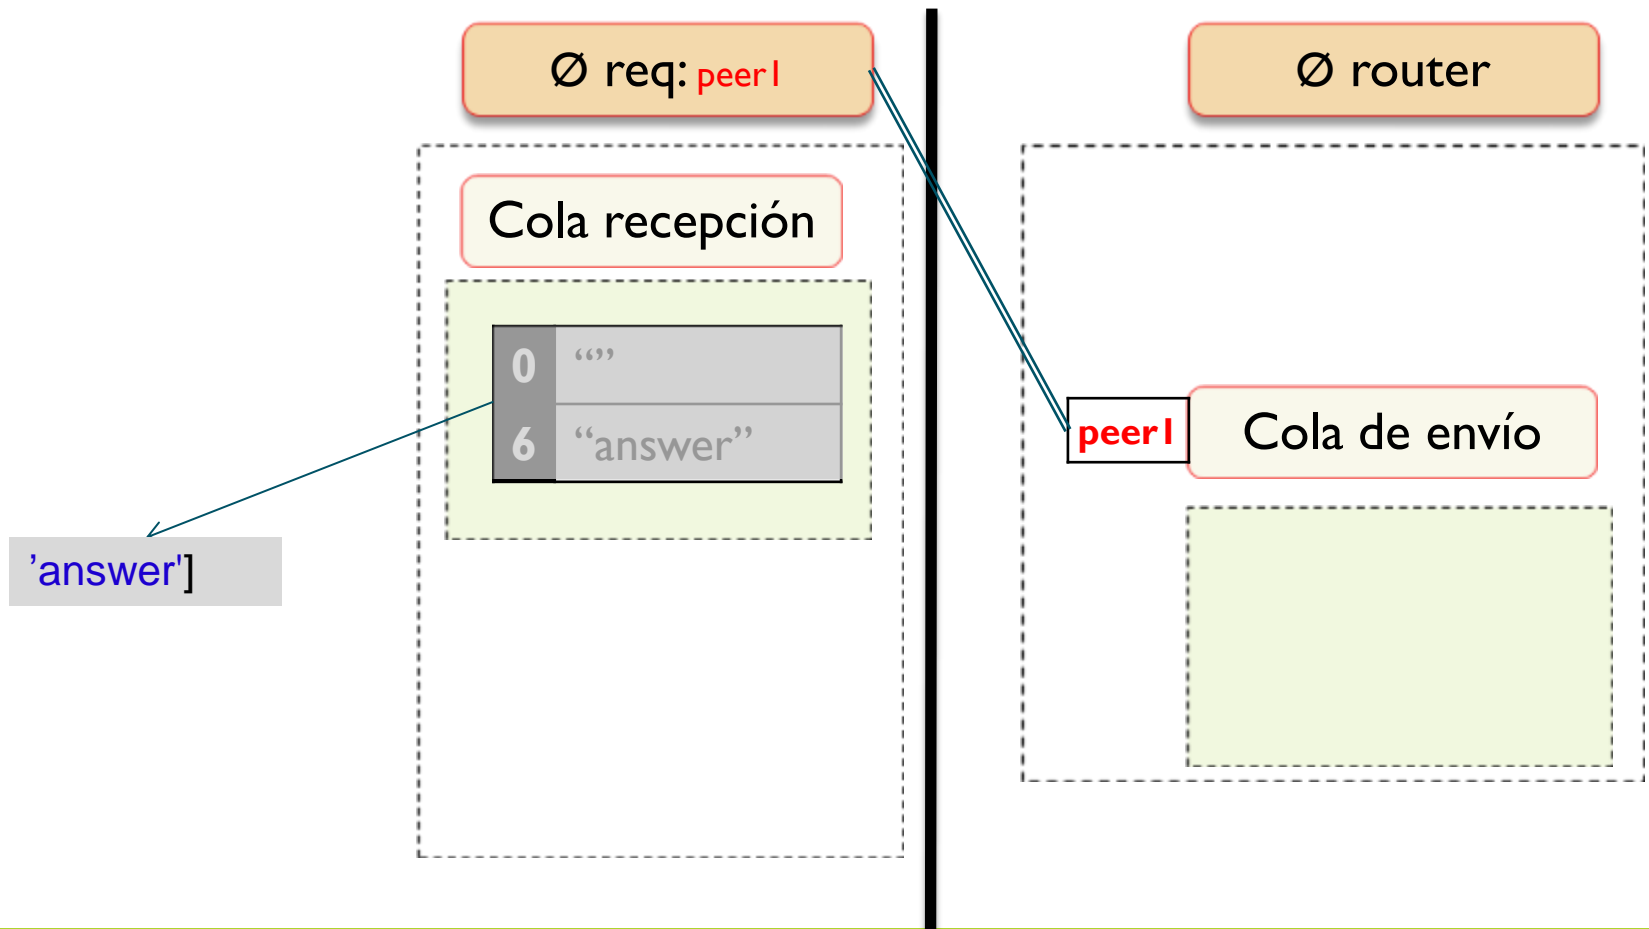 Ø req: peer1
Ø router
Cola recepción
0 “”
6 “answer”
peer1 Cola de envío
’answer']